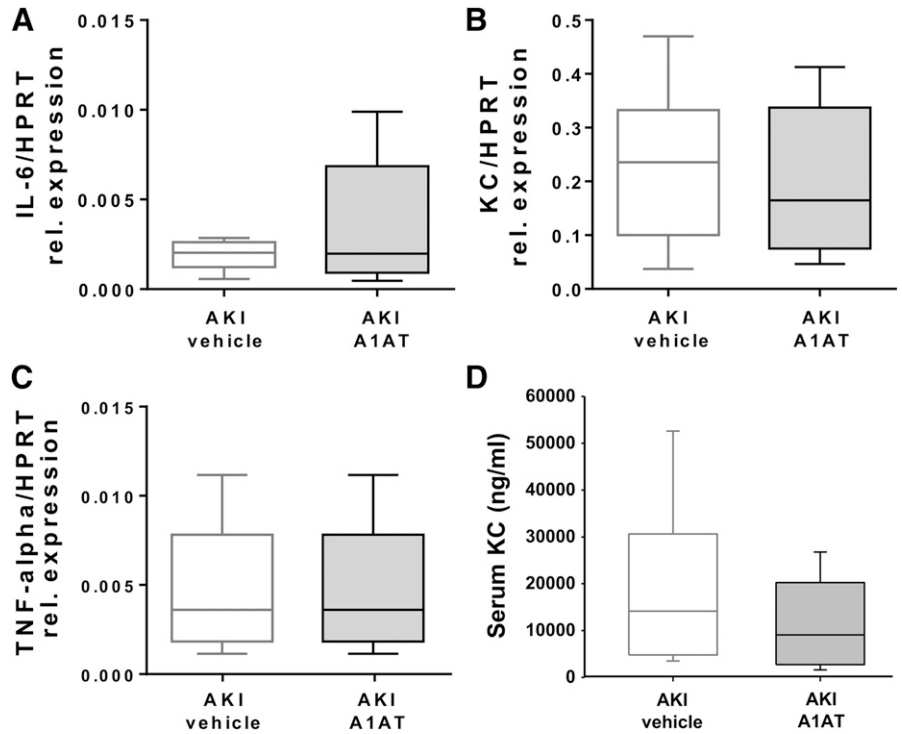 A
IL-6/HPRT
rel. expression
0.015
0.010
0.005
0.000
AKI
vehicle
AKI
A1AT
B
KC/HPRT
rel. expression
0.5
0.4
0.3
0.2
0.1
0.0
AKI
vehicle
AKI
A1AT
C
TNF-alpha/HPRT
rel. expression
0.015
0.010
0.005
0.000
AKI
vehicle
AKI
A1AT
D
Serum KC (ng/ml)
60000
50000
40000
30000
20000
10000
0
AKI
vehicle
AKI
A1AT